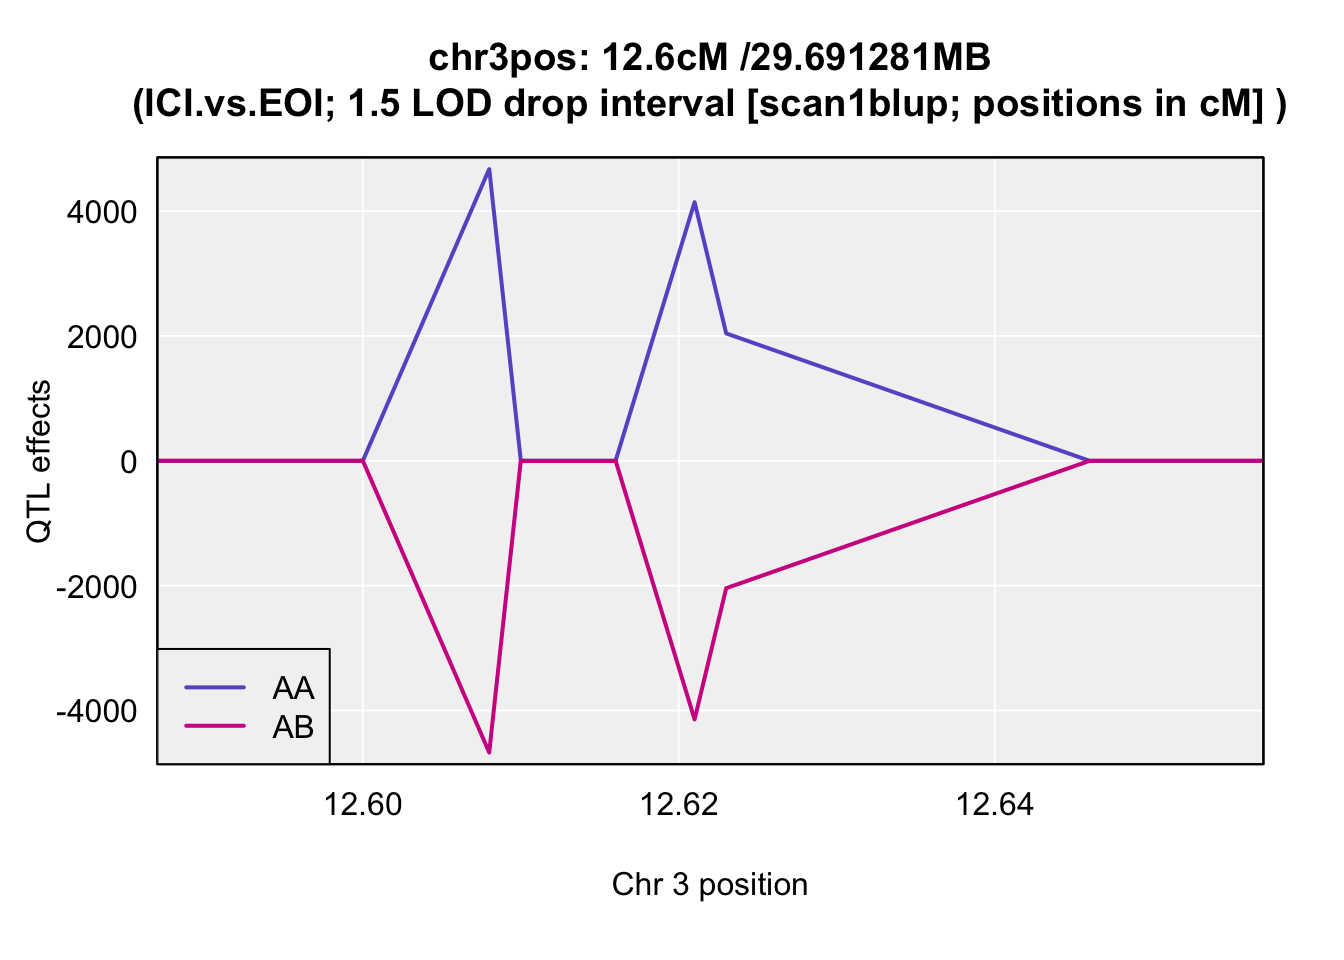 chr3pos: 12.6cM /29.691281MB
(ICI.vs.EOI; 1.5 LOD drop interval [scan1blup; positions in cM] )
QTL effects
4000
2000
0
-2000
-4000
AA
AB
12.60 12.62 12.64
Chr 3 position